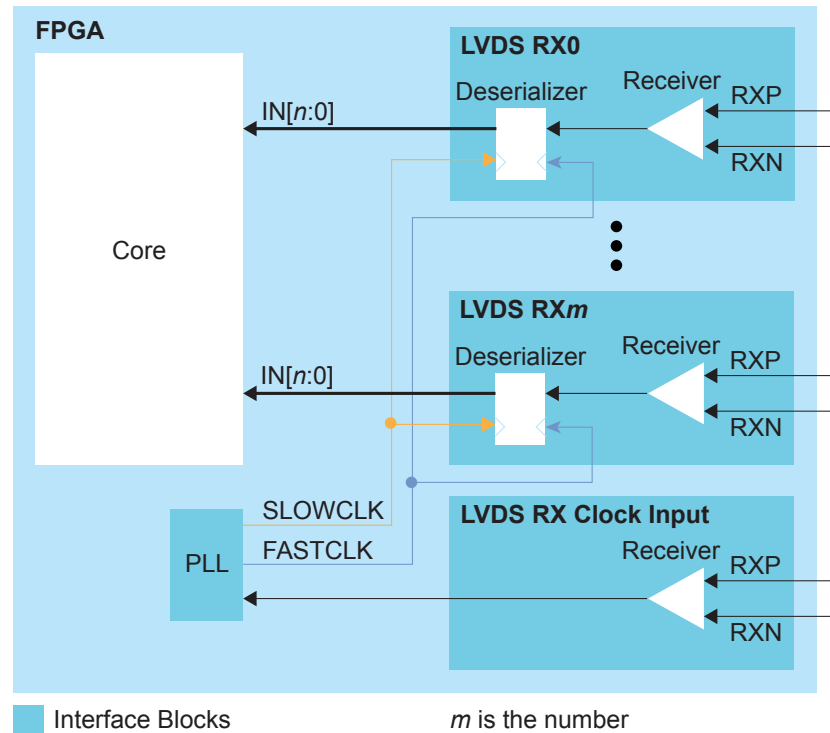 FPGA
LVDS RX0
Deserializer
Receiver
RXP
RXN
IN[n:0]
Core
LVDS RXm
Deserializer
Receiver
RXP
RXN
IN[n:0]
SLOWCLK
FASTCLK
PLL
LVDS RX Clock Input
Receiver
RXP
RXN
Interface Blocks
m is the number